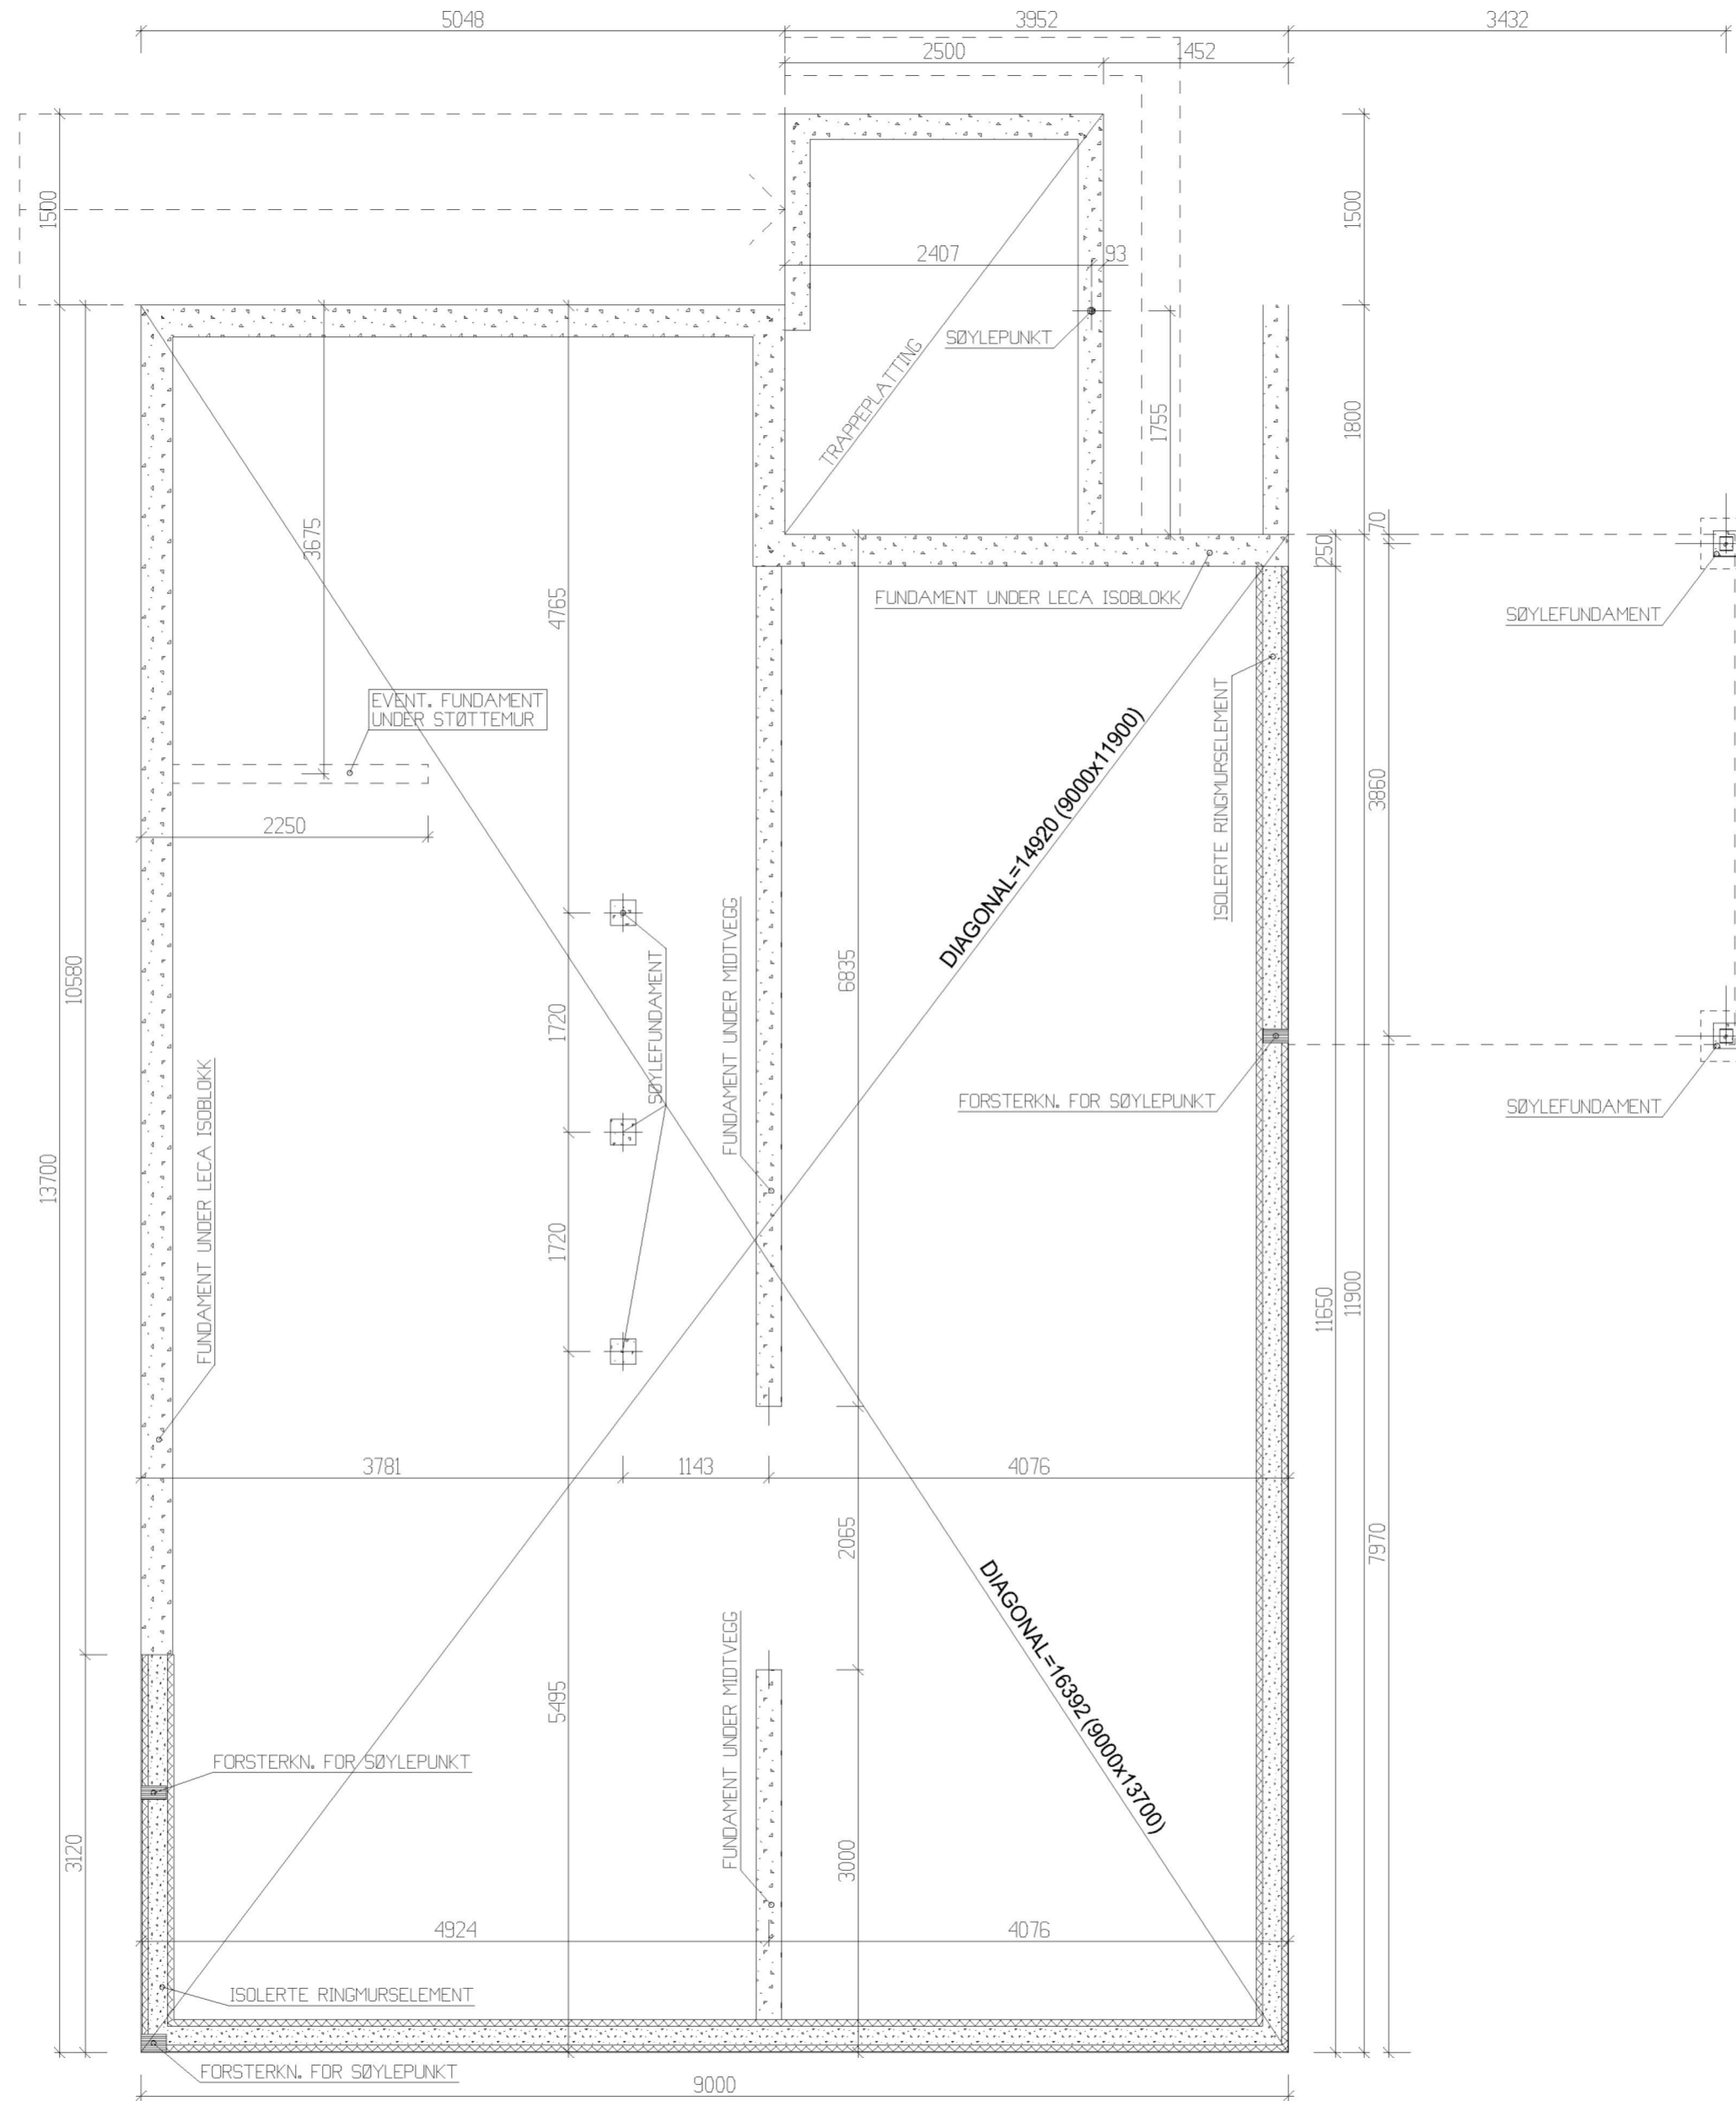 5048
3952
3432
2500
1452
1500
1500
2407
93
SØYLEPUNKT
TRAPPEPLATTING
1755
1800
3675
4765
70
250
FUNDAMENT UNDER LECA ISOBLOKK
SØYLEFUNDAMENT
EVENT. FUNDAMENT
UNDER STØTTEMUR
ISOLERTE RINGMURSELEMENT
DIAGONAL=14920 (9000x11900)
3860
2250
FUNDAMENT UNDER MIDTVEGG
SØYLEFUNDAMENT
6835
10580
1720
FORSTERKN. FOR SØYLEPUNKT
SØYLEFUNDAMENT
13700
FUNDAMENT UNDER LECA ISOBLOKK
1720
11650
11900
3781
1143
4076
2065
7970
DIAGONAL=16392 (9000x13700)
5495
FUNDAMENT UNDER MIDTVEGG
FORSTERKN. FOR SØYLEPUNKT
3120
3000
4924
4076
ISOLERTE RINGMURSELEMENT
FORSTERKN. FOR SØYLEPUNKT
9000